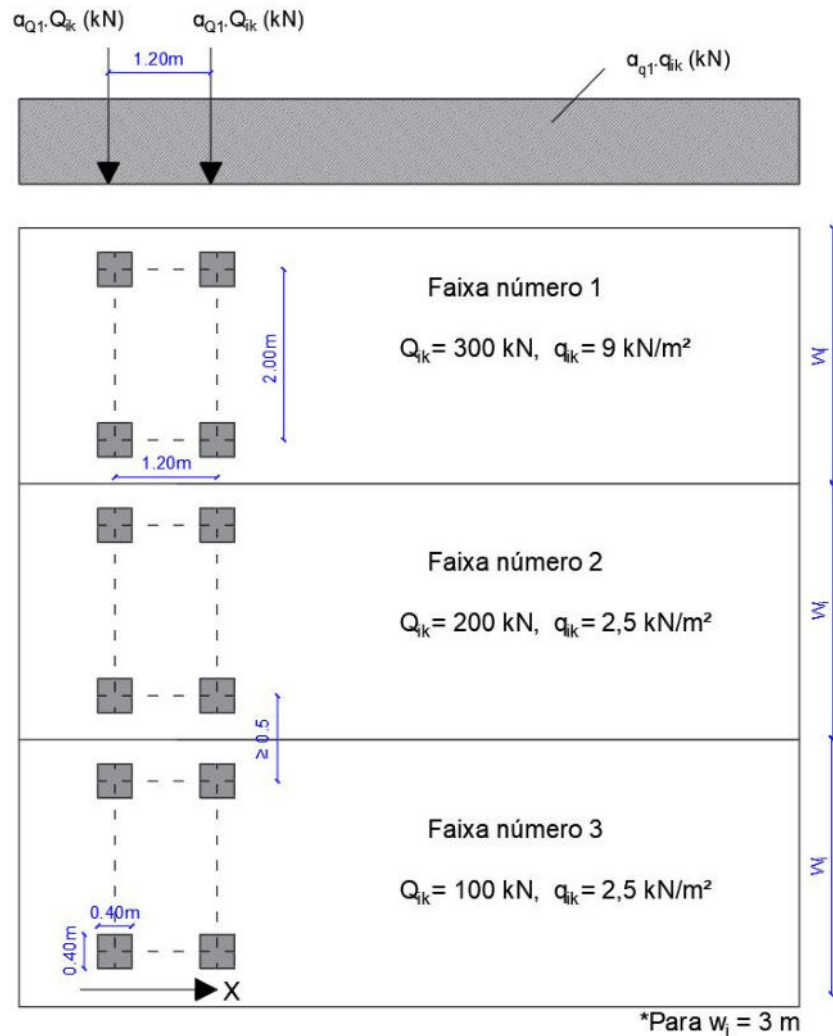 αQ1.Qik (kN) αQ1.Qik (kN)
1.20m
αq1.qik (kN)
Faixa número 1
Qik= 300 kN, qik= 9 kN/m²
2.00m
wi
1.20m
Faixa número 2
Qik= 200 kN, qik= 2,5 kN/m²
wi
≥ 0.5
Faixa número 3
Qik= 100 kN, qik= 2,5 kN/m²
wi
0.40m
0.40m
X
*Para wi = 3 m